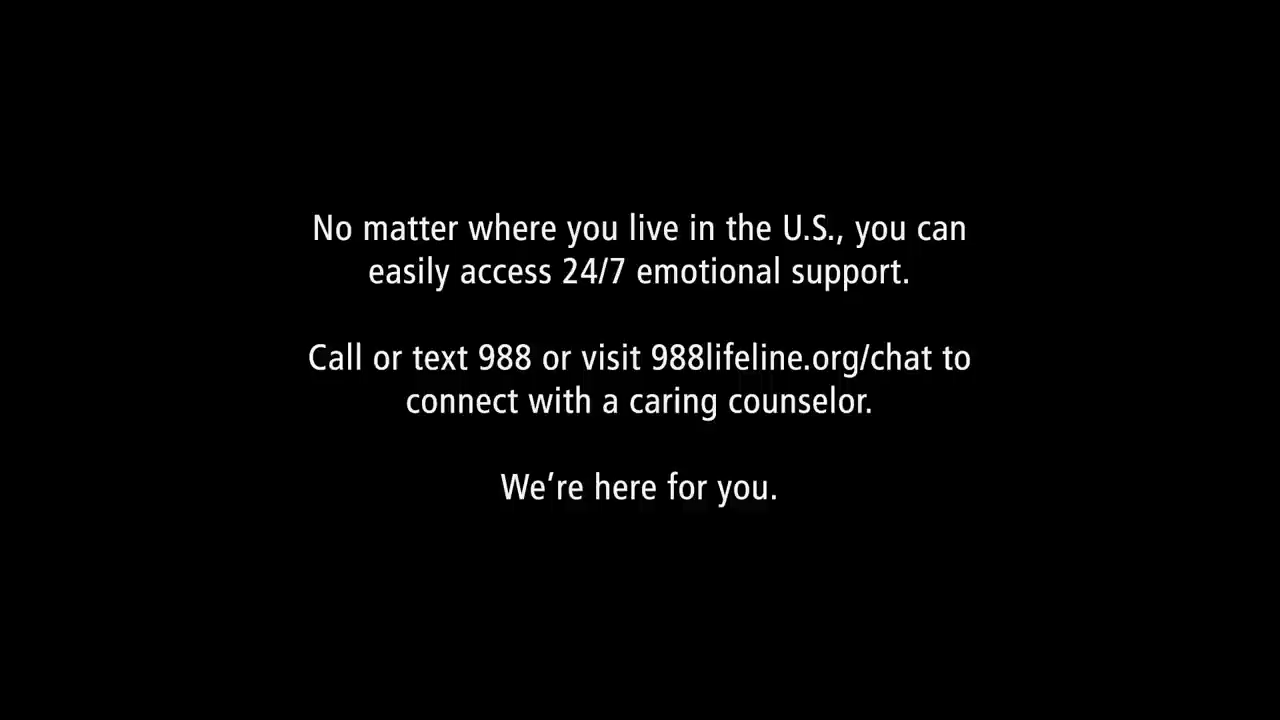 No matter where you live in the U.S., you can
easily access 24/7 emotional support.
Call or text 988 or visit 988lifeline.org/chat to
connect with a caring counselor.
We’re here for you.